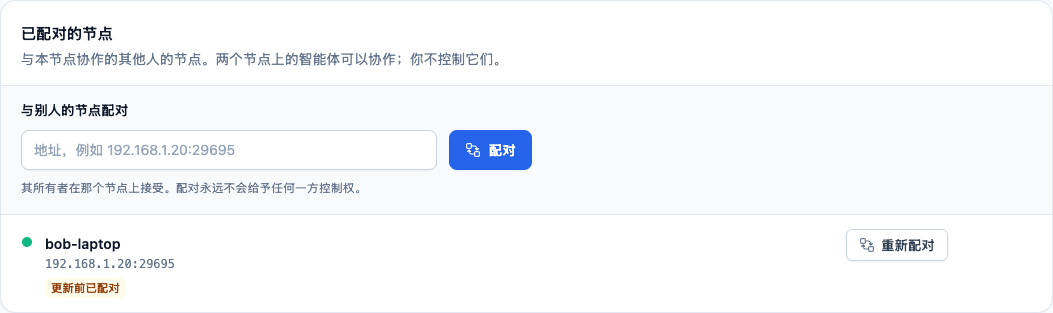 已配对的节点
与本节点协作的其他人的节点。两个节点上的智能体可以协作；你不控制它们。
与别人的节点配对
地址，例如 192.168.1.20:29695
配对
其所有者在那个节点上接受。配对永远不会给予任何一方控制权。
bob-laptop
重新配对
192.168.1.20:29695
更新前已配对